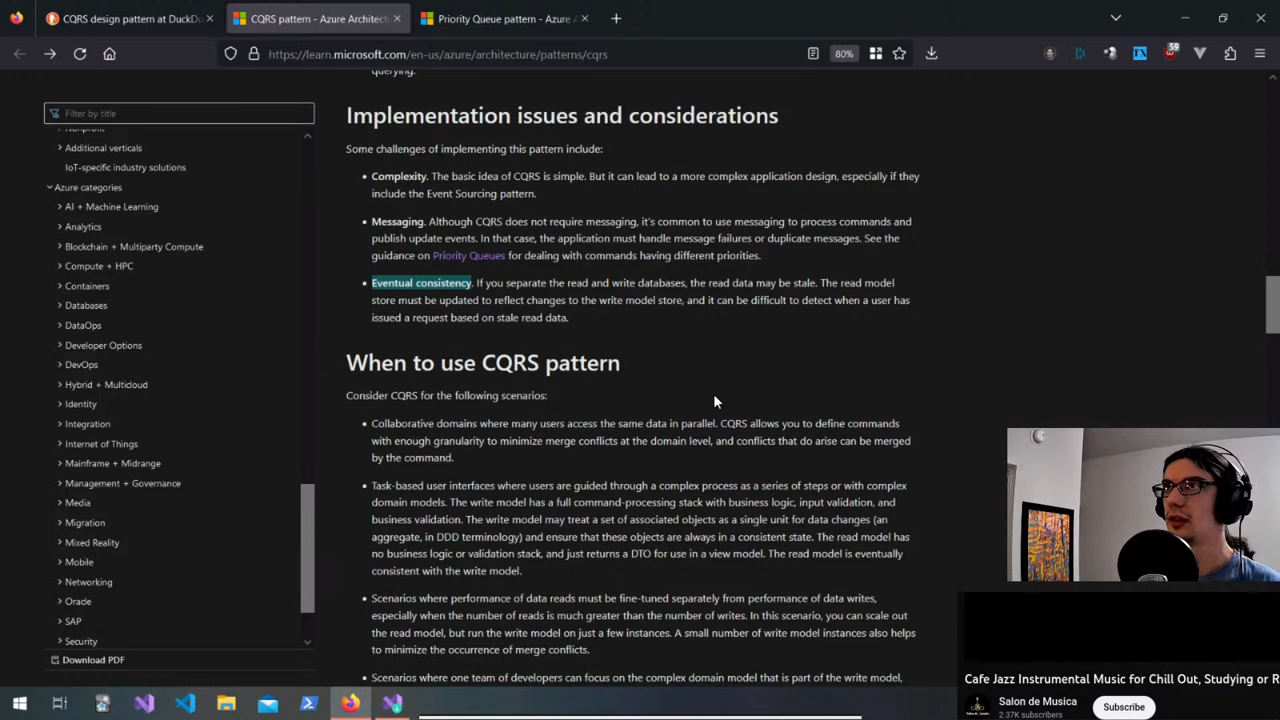 CQRS design pattern at DuckDu
CQRS pattern - Azure Architect
Priority Queue pattern - Azure A
https://learn.microsoft.com/en-us/azure/architecture/patterns/cqrs
80%
59
querying.
Filter by title
Nonprofit
Additional verticals
IoT-specific industry solutions
Azure categories
AI + Machine Learning
Analytics
Blockchain + Multiparty Compute
Compute + HPC
Containers
Databases
DataOps
Developer Options
DevOps
Hybrid + Multicloud
Identity
Integration
Internet of Things
Mainframe + Midrange
Management + Governance
Media
Migration
Mixed Reality
Mobile
Networking
Oracle
SAP
Security
Download PDF
Implementation issues and considerations
Some challenges of implementing this pattern include:
• Complexity. The basic idea of CQRS is simple. But it can lead to a more complex application design, especially if they
include the Event Sourcing pattern.
• Messaging. Although CQRS does not require messaging, it's common to use messaging to process commands and
publish update events. In that case, the application must handle message failures or duplicate messages. See the
guidance on Priority Queues for dealing with commands having different priorities.
• Eventual consistency. If you separate the read and write databases, the read data may be stale. The read model
store must be updated to reflect changes to the write model store, and it can be difficult to detect when a user has
issued a request based on stale read data.
When to use CQRS pattern
Consider CQRS for the following scenarios:
• Collaborative domains where many users access the same data in parallel. CQRS allows you to define commands
with enough granularity to minimize merge conflicts at the domain level, and conflicts that do arise can be merged
by the command.
• Task-based user interfaces where users are guided through a complex process as a series of steps or with complex
domain models. The write model has a full command-processing stack with business logic, input validation, and
business validation. The write model may treat a set of associated objects as a single unit for data changes (an
aggregate, in DDD terminology) and ensure that these objects are always in a consistent state. The read model has
no business logic or validation stack, and just returns a DTO for use in a view model. The read model is eventually
consistent with the write model.
• Scenarios where performance of data reads must be fine-tuned separately from performance of data writes,
especially when the number of reads is much greater than the number of writes. In this scenario, you can scale out
the read model, but run the write model on just a few instances. A small number of write model instances also helps
to minimize the occurrence of merge conflicts.
• Scenarios where one team of developers can focus on the complex domain model that is part of the write model,
Cafe Jazz Instrumental Music for Chill Out, Studying or R
Salon de Musica
2.37K subscribers
Subscribe